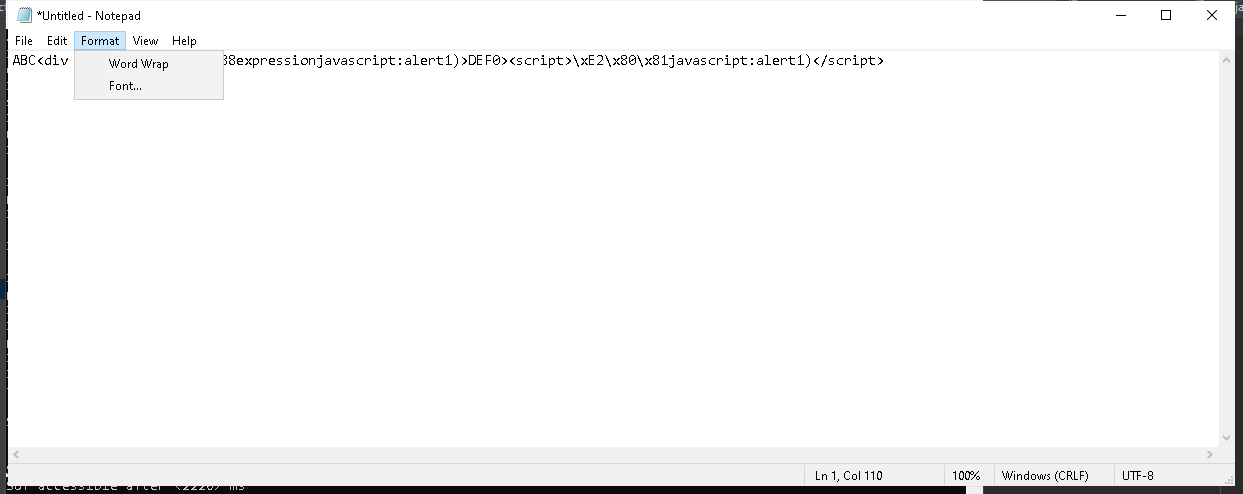 *Untitled - Notepad
File Edit Format View Help
ABC<div 38expressionjavascript:alert1)>DEF0><script>\xE2\x80\x81javascript:alert1)</script>
Word Wrap
Font...
Ln 1, Col 110 100% Windows (CRLF) UTF-8